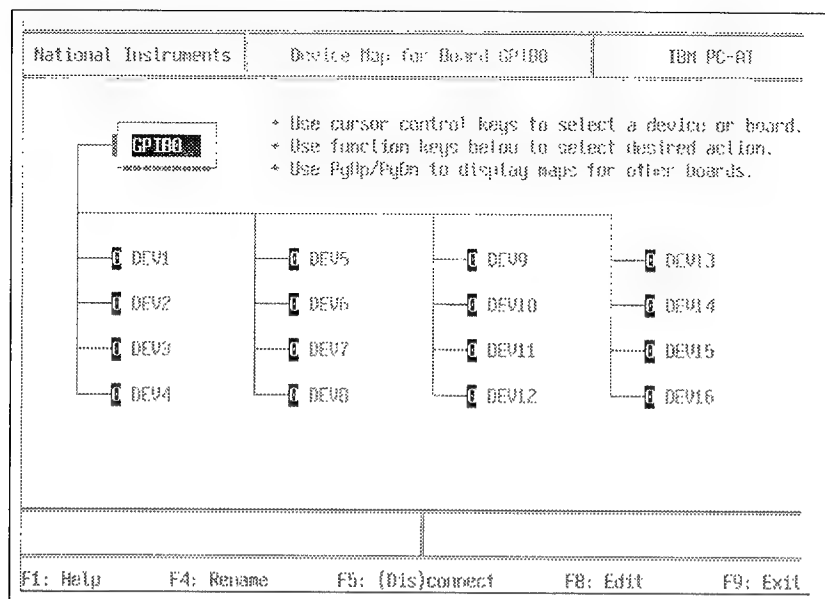 National Instruments Device Map for Board GPIB0 IBM PC-AT
GPIB0
* Use cursor control keys to select a device or board.
* Use function keys below to select desired action.
* Use PgUp/PgDn to display maps for other boards.
DEV1 DEV5 DEV9 DEV13
DEV2 DEV6 DEV10 DEV14
DEV3 DEV7 DEV11 DEV15
DEV4 DEV8 DEV12 DEV16
F1: Help F4: Rename F5: (Dis)connect F8: Edit F9: Exit